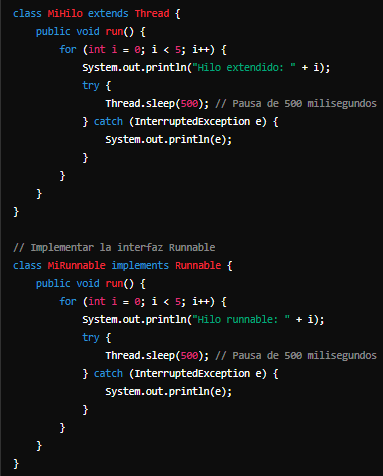 class MiHilo extends Thread {
    public void run() {
        for (int i = 0; i < 5; i++) {
            System.out.println("Hilo extendido: " + i);
            try {
                Thread.sleep(500); // Pausa de 500 milisegundos
            } catch (InterruptedException e) {
                System.out.println(e);
            }
        }
    }
}

// Implementar la interfaz Runnable
class MiRunnable implements Runnable {
    public void run() {
        for (int i = 0; i < 5; i++) {
            System.out.println("Hilo runnable: " + i);
            try {
                Thread.sleep(500); // Pausa de 500 milisegundos
            } catch (InterruptedException e) {
                System.out.println(e);
            }
        }
    }
}